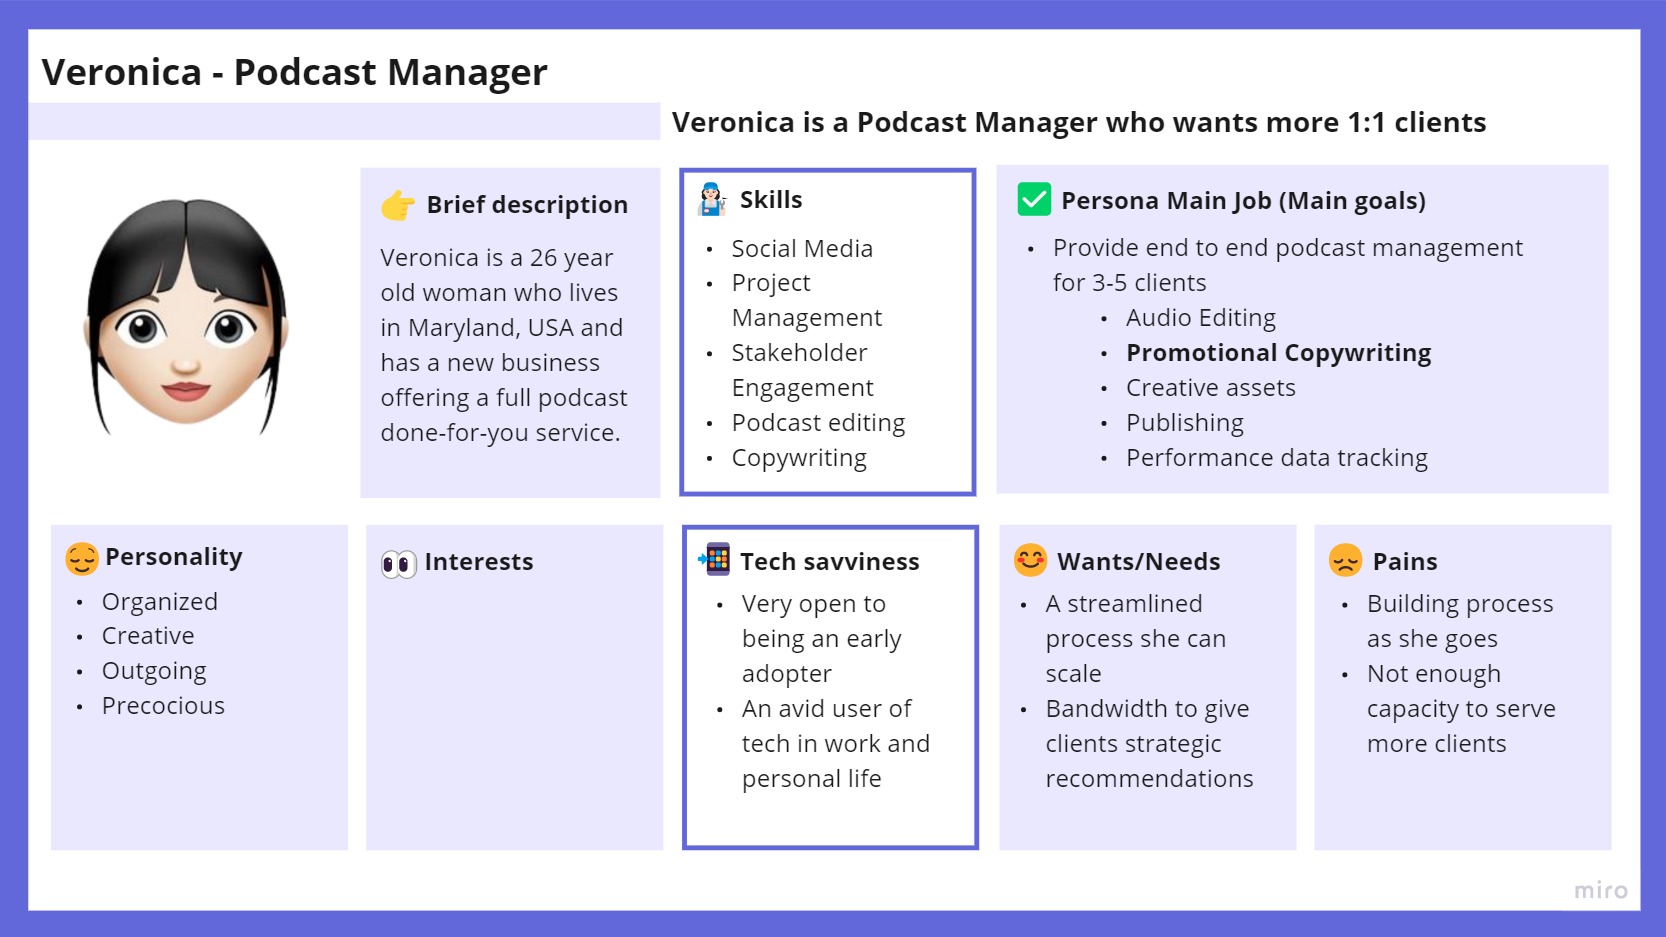 Veronica - Podcast Manager
Veronica is a Podcast Manager who wants more 1:1 clients
Brief description
Veronica is a 26 year
old woman who lives
in Maryland, USA and
has a new business
offering a full podcast
done-for-you service.
Skills
• Social Media
• Project
Management
• Stakeholder
Engagement
• Podcast editing
• Copywriting
Persona Main Job (Main goals)
• Provide end to end podcast management
for 3-5 clients
• Audio Editing
• Promotional Copywriting
• Creative assets
• Publishing
• Performance data tracking
Personality
• Organized
• Creative
• Outgoing
• Precocious
Interests
Tech savviness
• Very open to
being an early
adopter
• An avid user of
tech in work and
personal life
Wants/Needs
• A streamlined
process she can
scale
• Bandwidth to give
clients strategic
recommendations
Pains
• Building process
as she goes
• Not enough
capacity to serve
more clients
miro